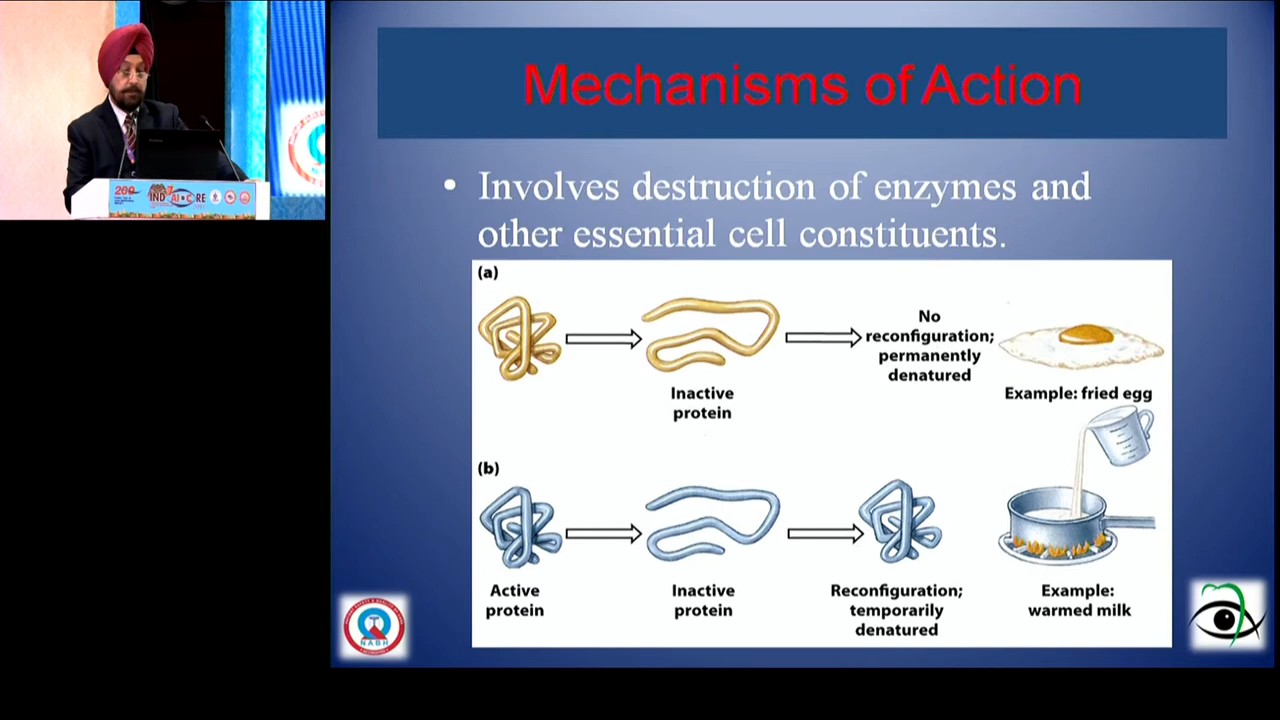 Mechanisms of Action
• Involves destruction of enzymes and
other essential cell constituents.
(a)
Inactive
protein
No
reconfiguration;
permanently
denatured
Example: fried egg
(b)
Active
protein
Inactive
protein
Reconfiguration;
temporarily
denatured
Example:
warmed milk
NABH